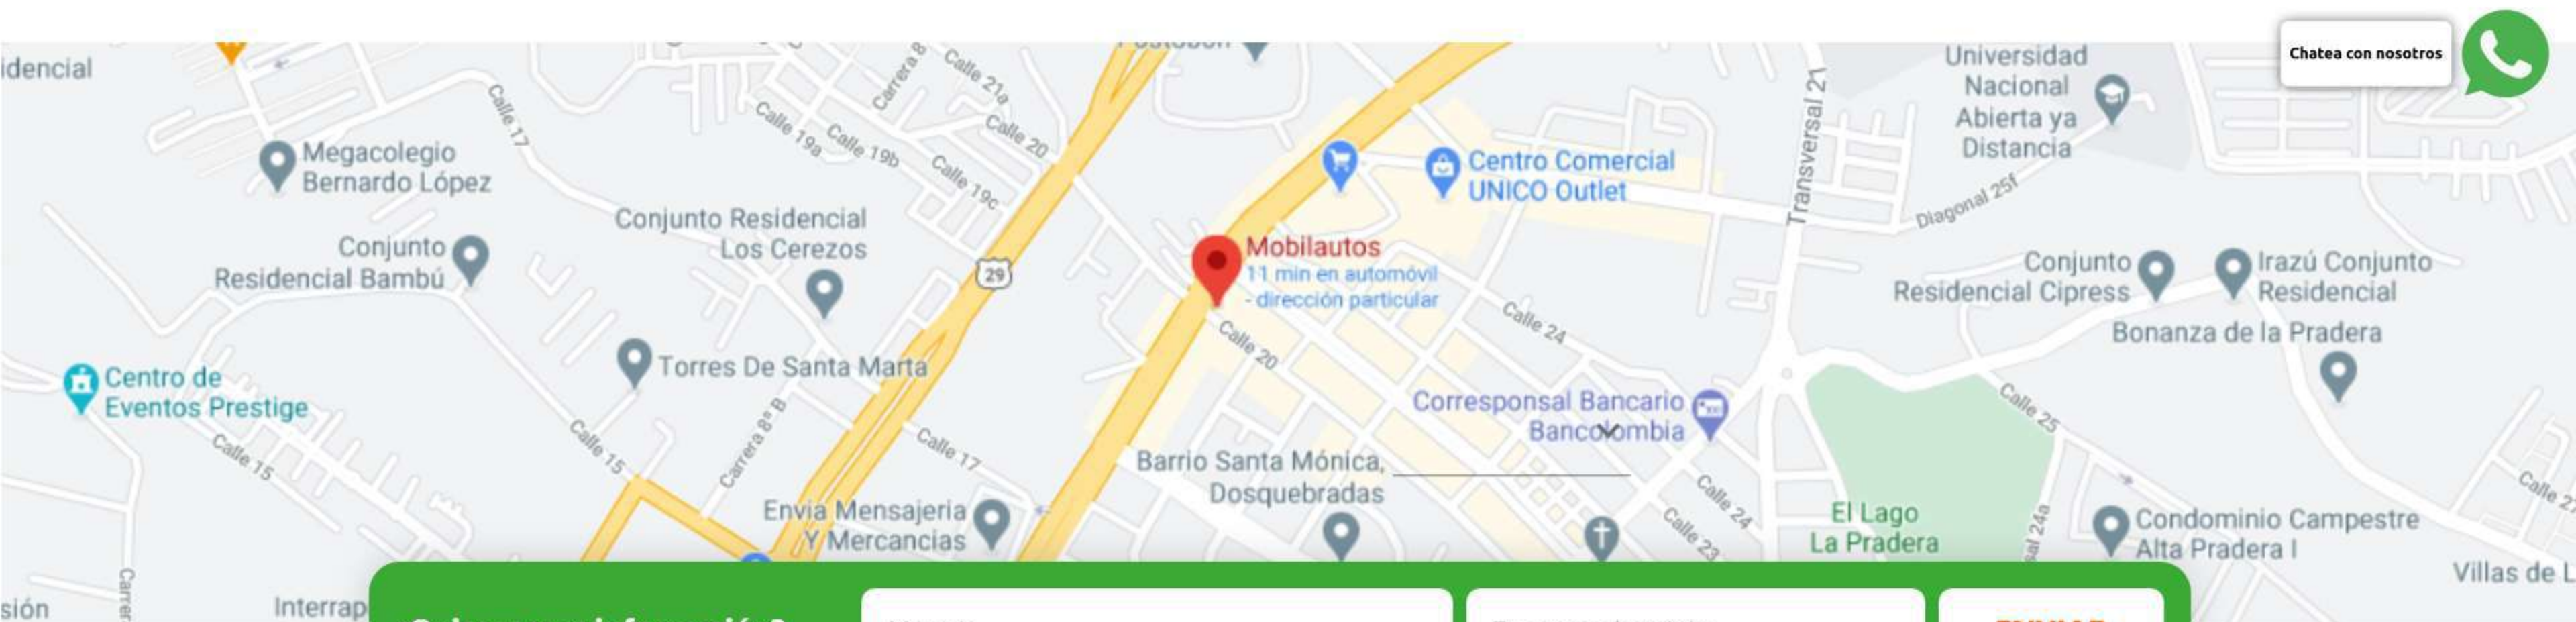 Chatea con nosotros
idencial
Calle 17
Carrera 8
Calle 21a
Calle 20
Calle 19a
Calle 19b
Calle 19c
Transversal 21
Universidad
Nacional
Abierta ya
Distancia
Megacolegio
Bernardo López
Centro Comercial
UNICO Outlet
Diagonal 25f
Conjunto Residencial
Los Cerezos
Conjunto
Residencial Bambú
29
Mobilautos
11 min en automóvil
- dirección particular
Conjunto
Residencial Cipress
Irazú Conjunto
Residencial
Calle 24
Calle 20
Bonanza de la Pradera
Torres De Santa Marta
Centro de
Eventos Prestige
Calle 15
Calle 15
Carrera 8ª B
Calle 17
Corresponsal Bancario
Bancolombia
Calle 25
Barrio Santa Mónica,
Dosquebradas
Calle 24
Calle 23
Calle 27
Envia Mensajeria
Y Mercancias
El Lago
La Pradera
sal 24a
Condominio Campestre
Alta Pradera I
Villas de L
Carrer
sión
Interrap